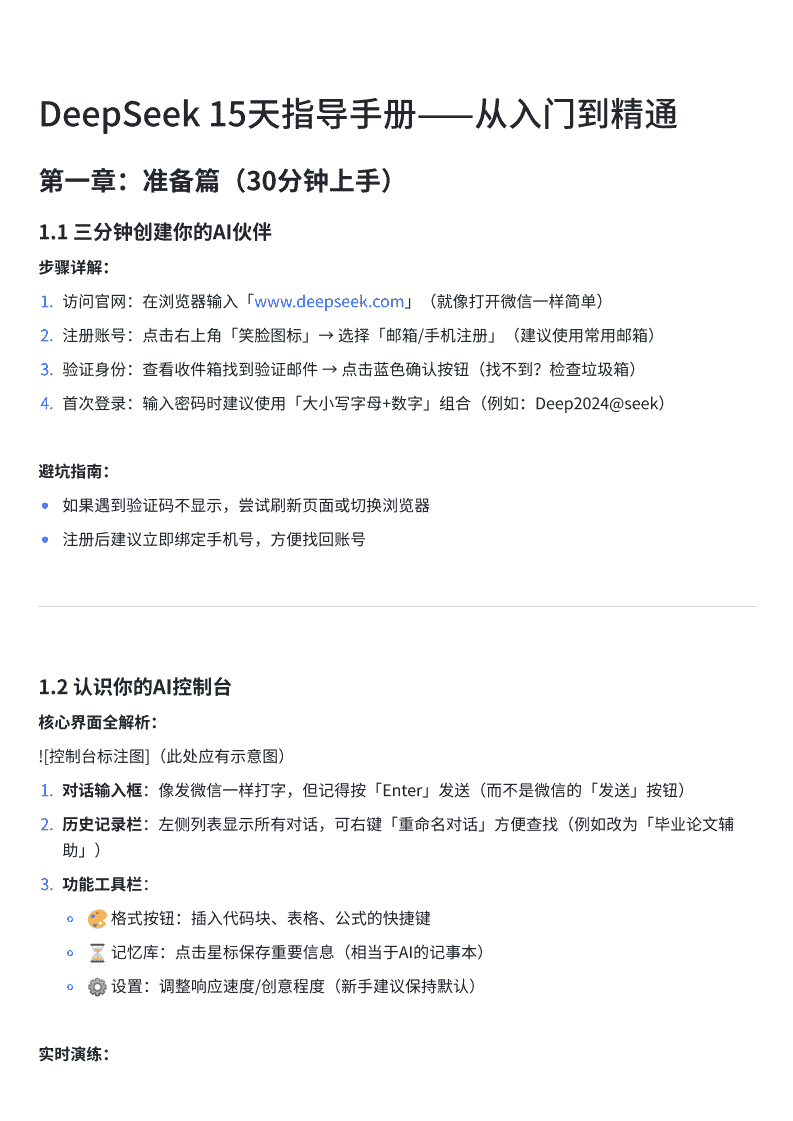 DeepSeek 15天指导手册——从入门到精通
第一章：准备篇（30分钟上手）
1.1 三分钟创建你的AI伙伴
步骤详解：
1. 访问官网：在浏览器输入「www.deepseek.com」（就像打开微信一样简单）
2. 注册账号：点击右上角「笑脸图标」→ 选择「邮箱/手机注册」（建议使用常用邮箱）
3. 验证身份：查看收件箱找到验证邮件 → 点击蓝色确认按钮（找不到？检查垃圾箱）
4. 首次登录：输入密码时建议使用「大小写字母+数字」组合（例如：Deep2024@seek）
避坑指南：
• 如果遇到验证码不显示，尝试刷新页面或切换浏览器
• 注册后建议立即绑定手机号，方便找回账号
1.2 认识你的AI控制台
核心界面全解析：
![控制台标注图]（此处应有示意图）
1. 对话输入框：像发微信一样打字，但记得按「Enter」发送（而不是微信的「发送」按钮）
2. 历史记录栏：左侧列表显示所有对话，可右键「重命名对话」方便查找（例如改为「毕业论文辅
助」）
3. 功能工具栏：
◦ 🎨 格式按钮：插入代码块、表格、公式的快捷键
◦ ⏳ 记忆库：点击星标保存重要信息（相当于AI的记事本）
◦ ⚙️ 设置：调整响应速度/创意程度（新手建议保持默认）
实时演练：